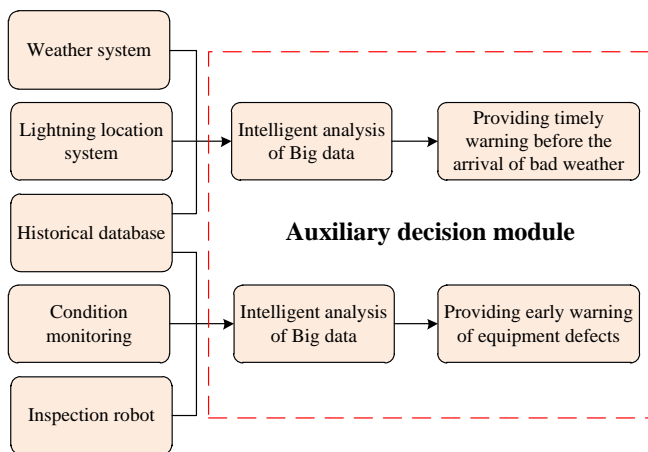 Weather system
Lightning location
system
Historical database
Condition
monitoring
Inspection robot
Intelligent analysis
of Big data
Providing timely
warning before the
arrival of bad weather
Auxiliary decision module
Intelligent analysis
of Big data
Providing early warning
of equipment defects